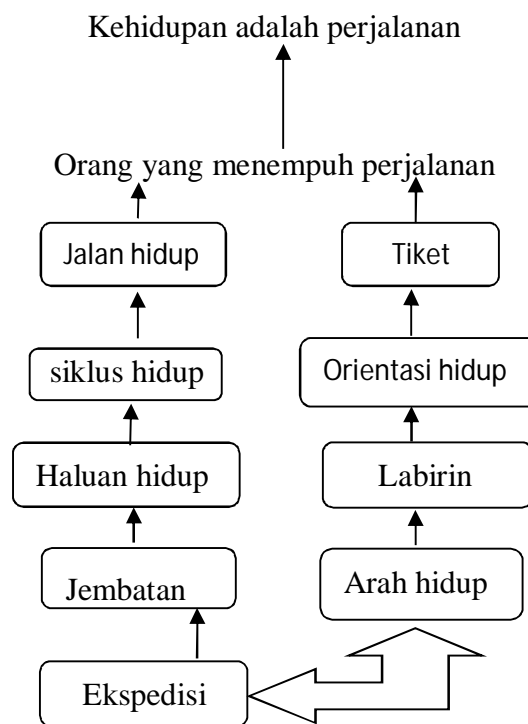 Kehidupan adalah perjalanan
Orang yang menempuh perjalanan
Jalan hidup
Tiket
siklus hidup
Orientasi hidup
Haluan hidup
Labirin
Jembatan
Arah hidup
Ekspedisi